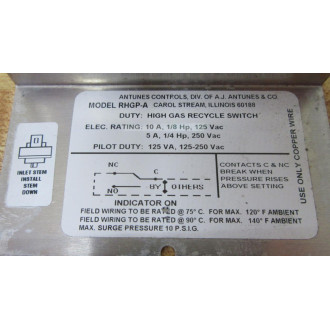 ANTUNES CONTROLS, DIV. OF A.J. ANTUNES & CO.
MODEL RHGP-A CAROL STREAM, ILLINOIS 60188
DUTY: HIGH GAS RECYCLE SWITCH
ELEC. RATING: 10 A, 1/8 Hp, 125 Vac
5 A, 1/4 Hp, 250 Vac
PILOT DUTY: 125 VA, 125-250 Vac
NC
C
NO
BY
OTHERS
CONTACTS C & NC
BREAK WHEN
PRESSURE RISES
ABOVE SETTING
INDICATOR ON
FIELD WIRING TO BE RATED @ 75° C. FOR MAX. 120° F AMBIENT
FIELD WIRING TO BE RATED @ 90° C. FOR MAX. 140° F AMBIENT
MAX. SURGE PRESSURE 10 P.S.I.G.
USE ONLY COPPER WIRE
INLET STEM
INSTALL
STEM
DOWN